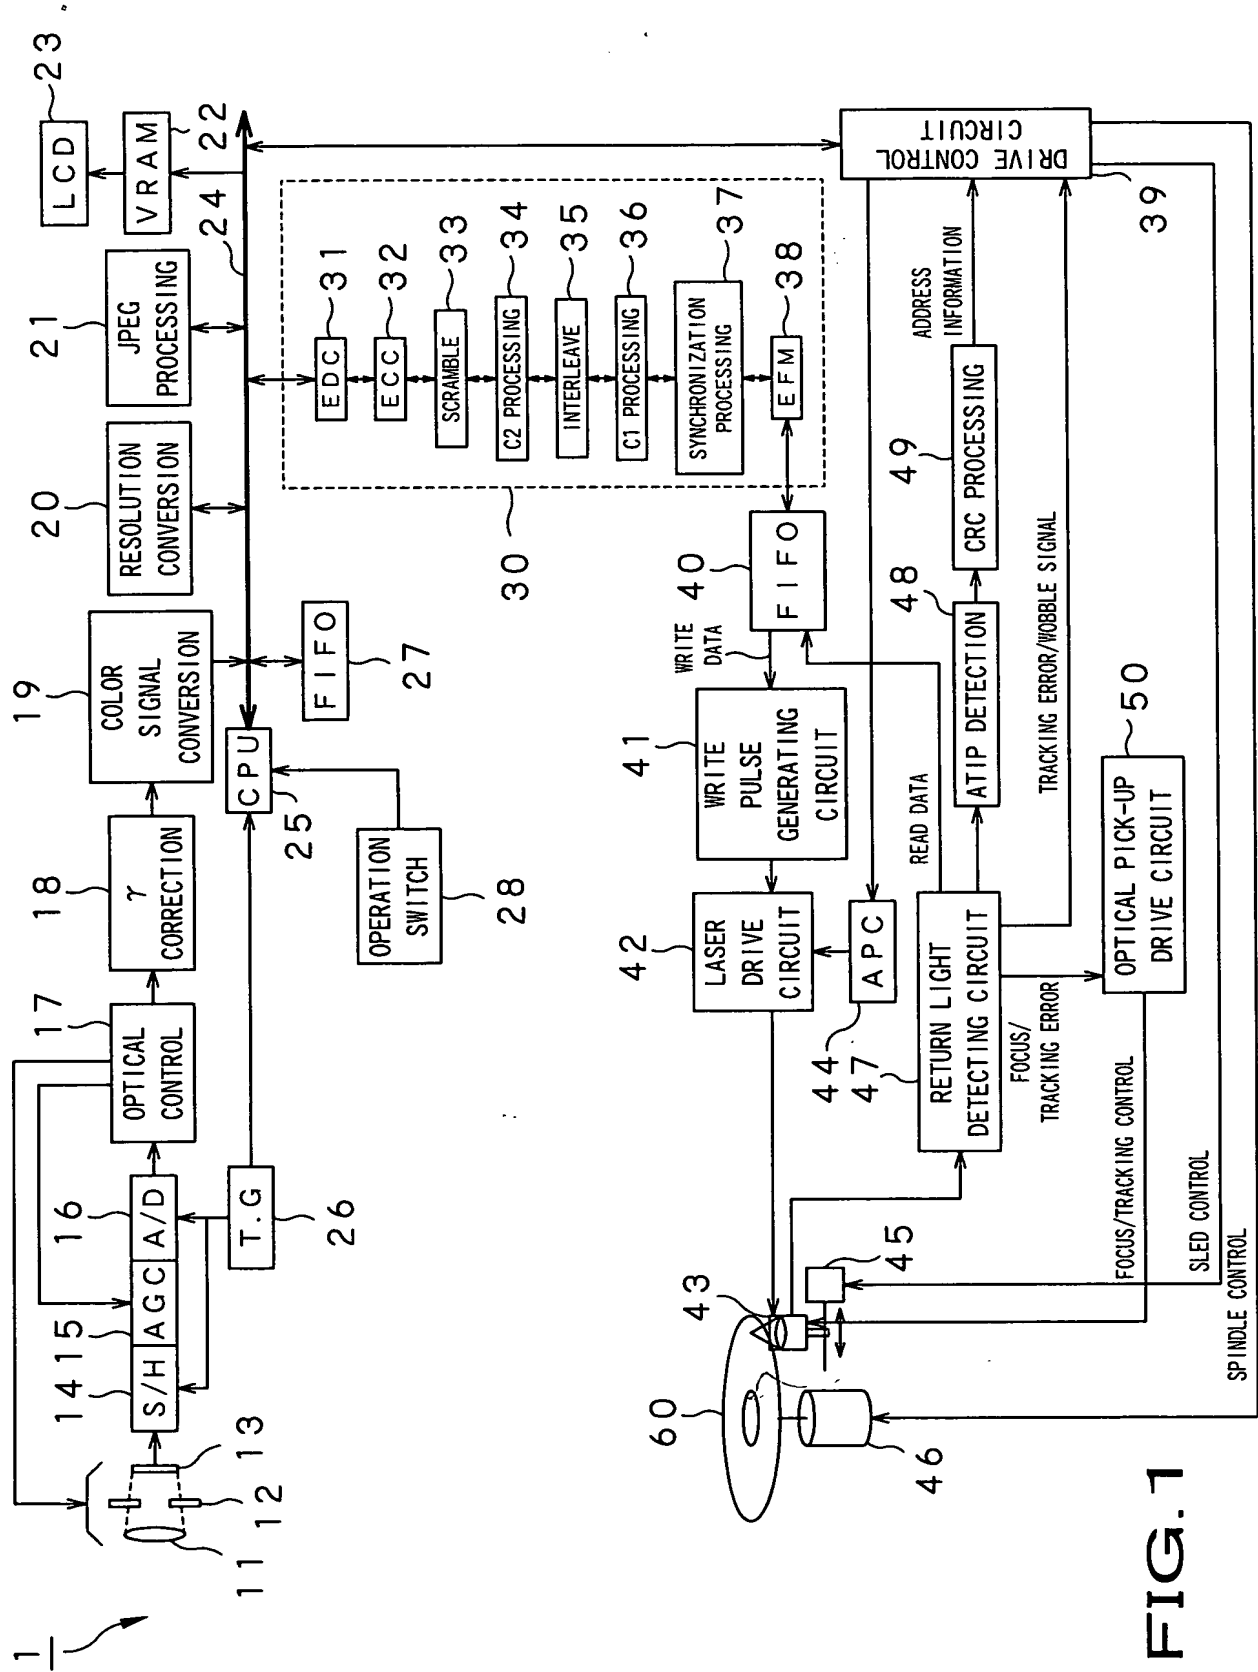 1
11
12
13
14
S/H
15
AGC
16
A/D
17
OPTICAL
CONTROL
18
γ
CORRECTION
19
COLOR
SIGNAL
CONVERSION
20
RESOLUTION
CONVERSION
21
JPEG
PROCESSING
23
LCD
VRAM
22
24
T.G
26
CPU
25
FIFO
27
OPERATION
SWITCH
28
30
EDC
31
ECC
32
SCRAMBLE
33
C2 PROCESSING
34
INTERLEAVE
35
C1 PROCESSING
36
SYNCHRONIZATION
PROCESSING
37
EFM
38
DRIVE CONTROL
CIRCUIT
39
FIFO
40
WRITE
DATA
WRITE
PULSE
GENERATING
CIRCUIT
41
LASER
DRIVE
CIRCUIT
42
APC
44
47
RETURN LIGHT
DETECTING CIRCUIT
READ DATA
ATIP DETECTION
48
CRC PROCESSING
49
ADDRESS
INFORMATION
TRACKING ERROR/WOBBLE SIGNAL
FOCUS/
TRACKING ERROR
OPTICAL PICK-UP
DRIVE CIRCUIT
50
FOCUS/TRACKING CONTROL
SLED CONTROL
SPINDLE CONTROL
43
45
60
46
FIG.1